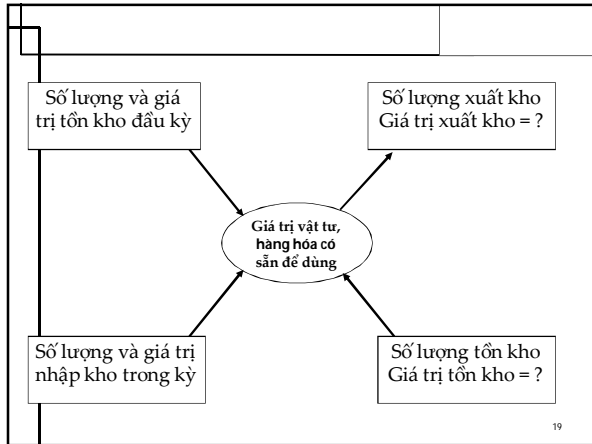 Số lượng và giá
trị tồn kho đầu kỳ
Số lượng xuất kho
Giá trị xuất kho = ?
Giá trị vật tư,
hàng hóa có
sẵn để dùng
Số lượng và giá trị
nhập kho trong kỳ
Số lượng tồn kho
Giá trị tồn kho = ?
19